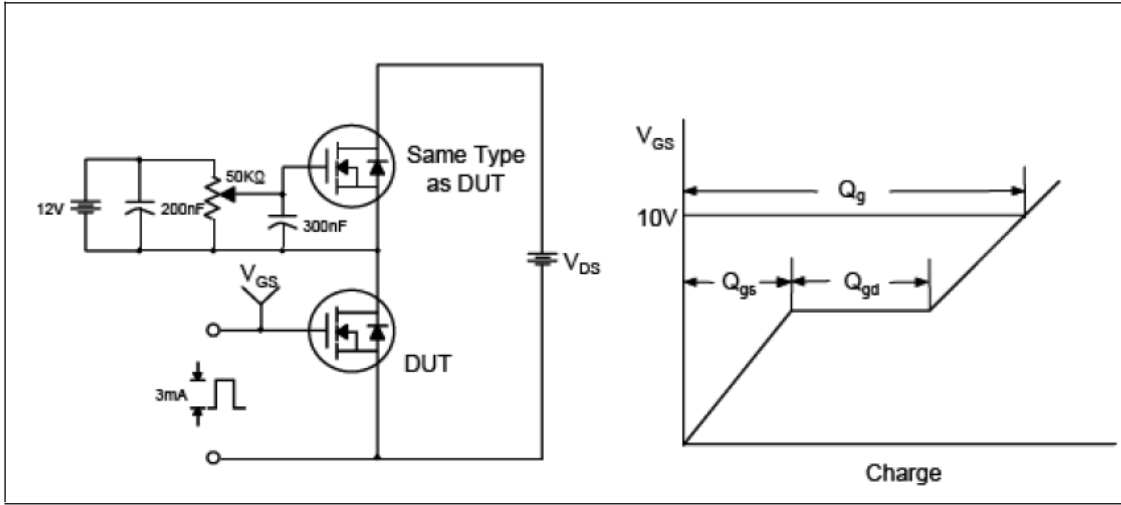 Same Type
as DUT
50KΩ
12V
200nF
300nF
VGS
VDS
DUT
3mA
VGS
10V
Qg
Qgs
Qgd
Charge